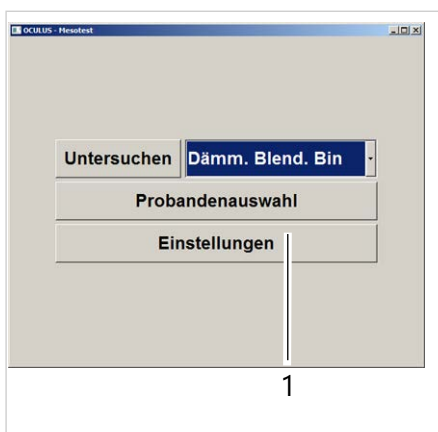 OCULUS - Mesotest
Untersuchen Dämm. Blend. Bin
Probandenauswahl
Einstellungen
1